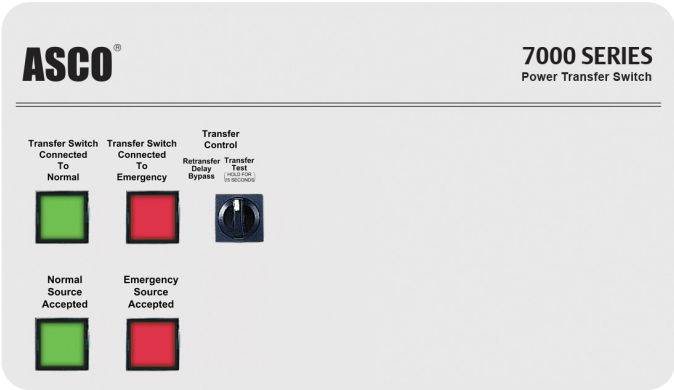 ASCO®
7000 SERIES
Power Transfer Switch
Transfer Switch
Connected
To
Normal
Transfer Switch
Connected
To
Emergency
Transfer
Control
Retransfer
Delay
Bypass
Transfer
Test
[HOLD FOR
15 SECONDS]
Normal
Source
Accepted
Emergency
Source
Accepted